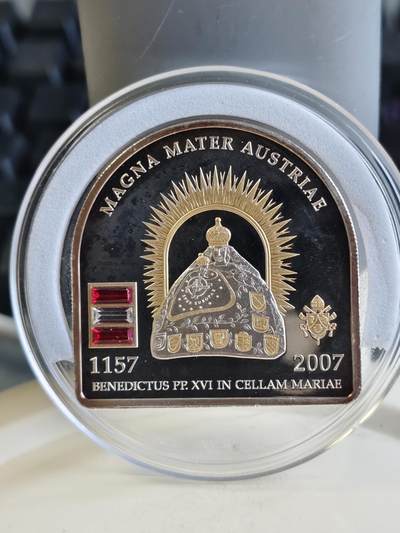 MAGNA MATER AUSTRIAE
1157 2007
BENEDICTUS PP. XVI IN CELLAM MARIAE